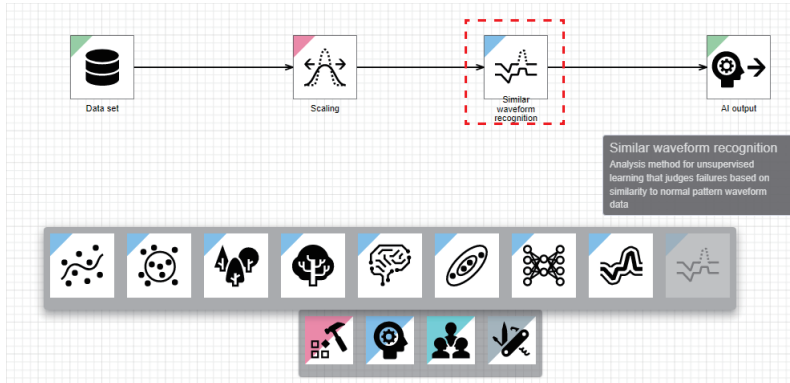 Data set
Scaling
Similar
waveform
recognition
AI output
Similar waveform recognition
Analysis method for unsupervised
learning that judges failures based on
similarity to normal pattern waveform
data